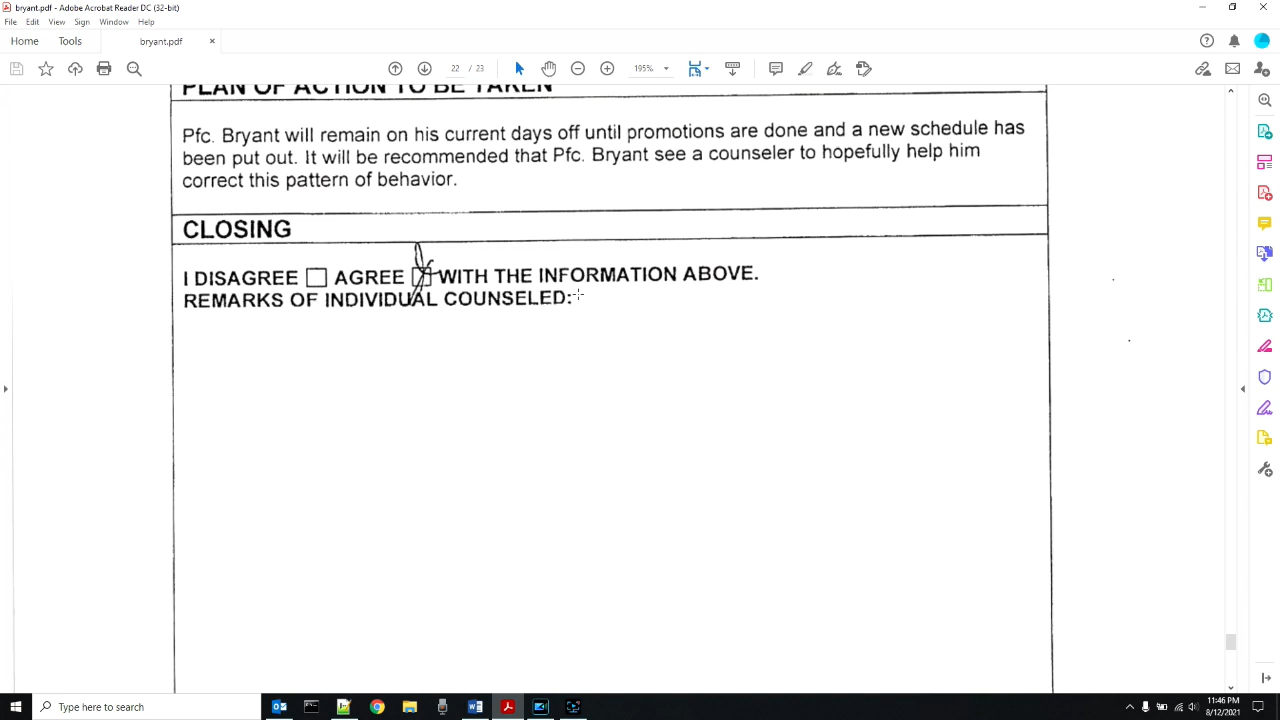 bryant.pdf - Adobe Acrobat Reader DC (32-bit)
File Edit View Sign Window Help
Home Tools bryant.pdf ×
22 / 23 195%
PLAN OF ACTION TO BE TAKEN
Pfc. Bryant will remain on his current days off until promotions are done and a new schedule has
been put out. It will be recommended that Pfc. Bryant see a counselor to hopefully help him
correct this pattern of behavior.
CLOSING
I DISAGREE AGREE WITH THE INFORMATION ABOVE.
REMARKS OF INDIVIDUAL COUNSELED:
Type here to search
11:46 PM
8/12/2021